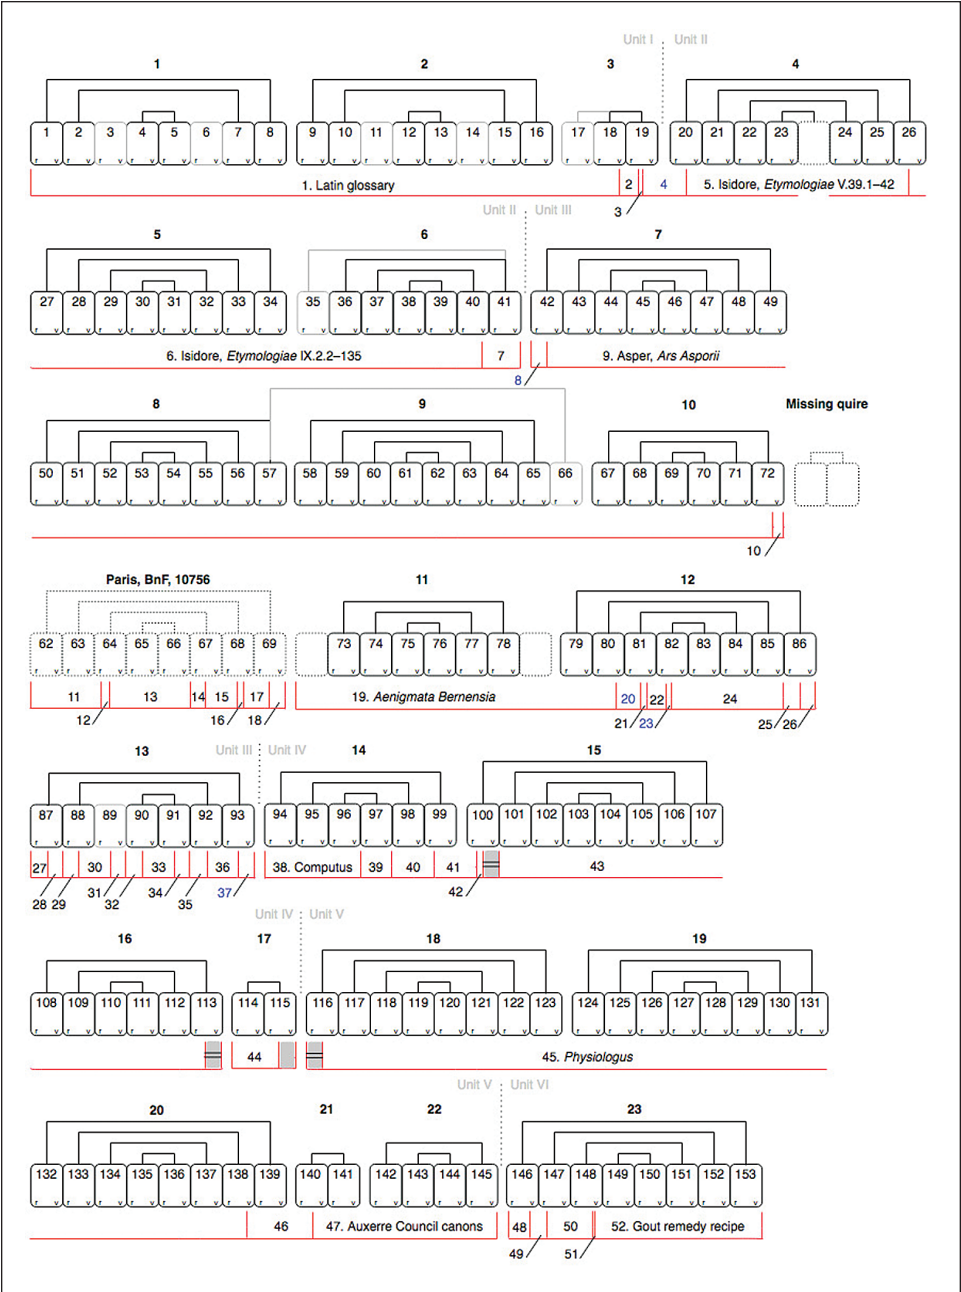 Unit I Unit II
1 2 3 4
1 2 3 4 5 6 7 8 9 10 11 12 13 14 15 16 17 18 19 20 21 22 23 24 25 26
r v r v r v r v r v r v r v r v r v r v r v r v r v r v r v r v r v r v r v r v r v r v r v r v r v r v
1. Latin glossary 2 4 5. Isidore, Etymologiae V.39.1–42
3
Unit II Unit III
5 6 7
27 28 29 30 31 32 33 34 35 36 37 38 39 40 41 42 43 44 45 46 47 48 49
r v r v r v r v r v r v r v r v r v r v r v r v r v r v r v r v r v r v r v r v r v r v r v
6. Isidore, Etymologiae IX.2.2–135 7 9. Asper, Ars Asporii
8
8 9 10 Missing quire
50 51 52 53 54 55 56 57 58 59 60 61 62 63 64 65 66 67 68 69 70 71 72
r v r v r v r v r v r v r v r v r v r v r v r v r v r v r v r v r v r v r v r v r v r v r v
10
Paris, BnF, 10756 11 12
62 63 64 65 66 67 68 69 73 74 75 76 77 78 79 80 81 82 83 84 85 86
r v r v r v r v r v r v r v r v r v r v r v r v r v r v r v r v r v r v r v r v r v r v
11 13 14 15 17 19. Aenigmata Bernensia 20 22 24
12 16 18 21 23 25 26
13 Unit III Unit IV 14 15
87 88 89 90 91 92 93 94 95 96 97 98 99 100 101 102 103 104 105 106 107
r v r v r v r v r v r v r v r v r v r v r v r v r v r v r v r v r v r v r v r v r v
27 30 33 36 38. Computus 39 40 41 43
28 29 31 32 34 35 37 42
Unit IV Unit V
16 17 18 19
108 109 110 111 112 113 114 115 116 117 118 119 120 121 122 123 124 125 126 127 128 129 130 131
r v r v r v r v r v r v r v r v r v r v r v r v r v r v r v r v r v r v r v r v r v r v r v r v
44 45. Physiologus
Unit V Unit VI
20 21 22 23
132 133 134 135 136 137 138 139 140 141 142 143 144 145 146 147 148 149 150 151 152 153
r v r v r v r v r v r v r v r v r v r v r v r v r v r v r v r v r v r v r v r v r v r v
46 47. Auxerre Council canons 48 50 52. Gout remedy recipe
49 51